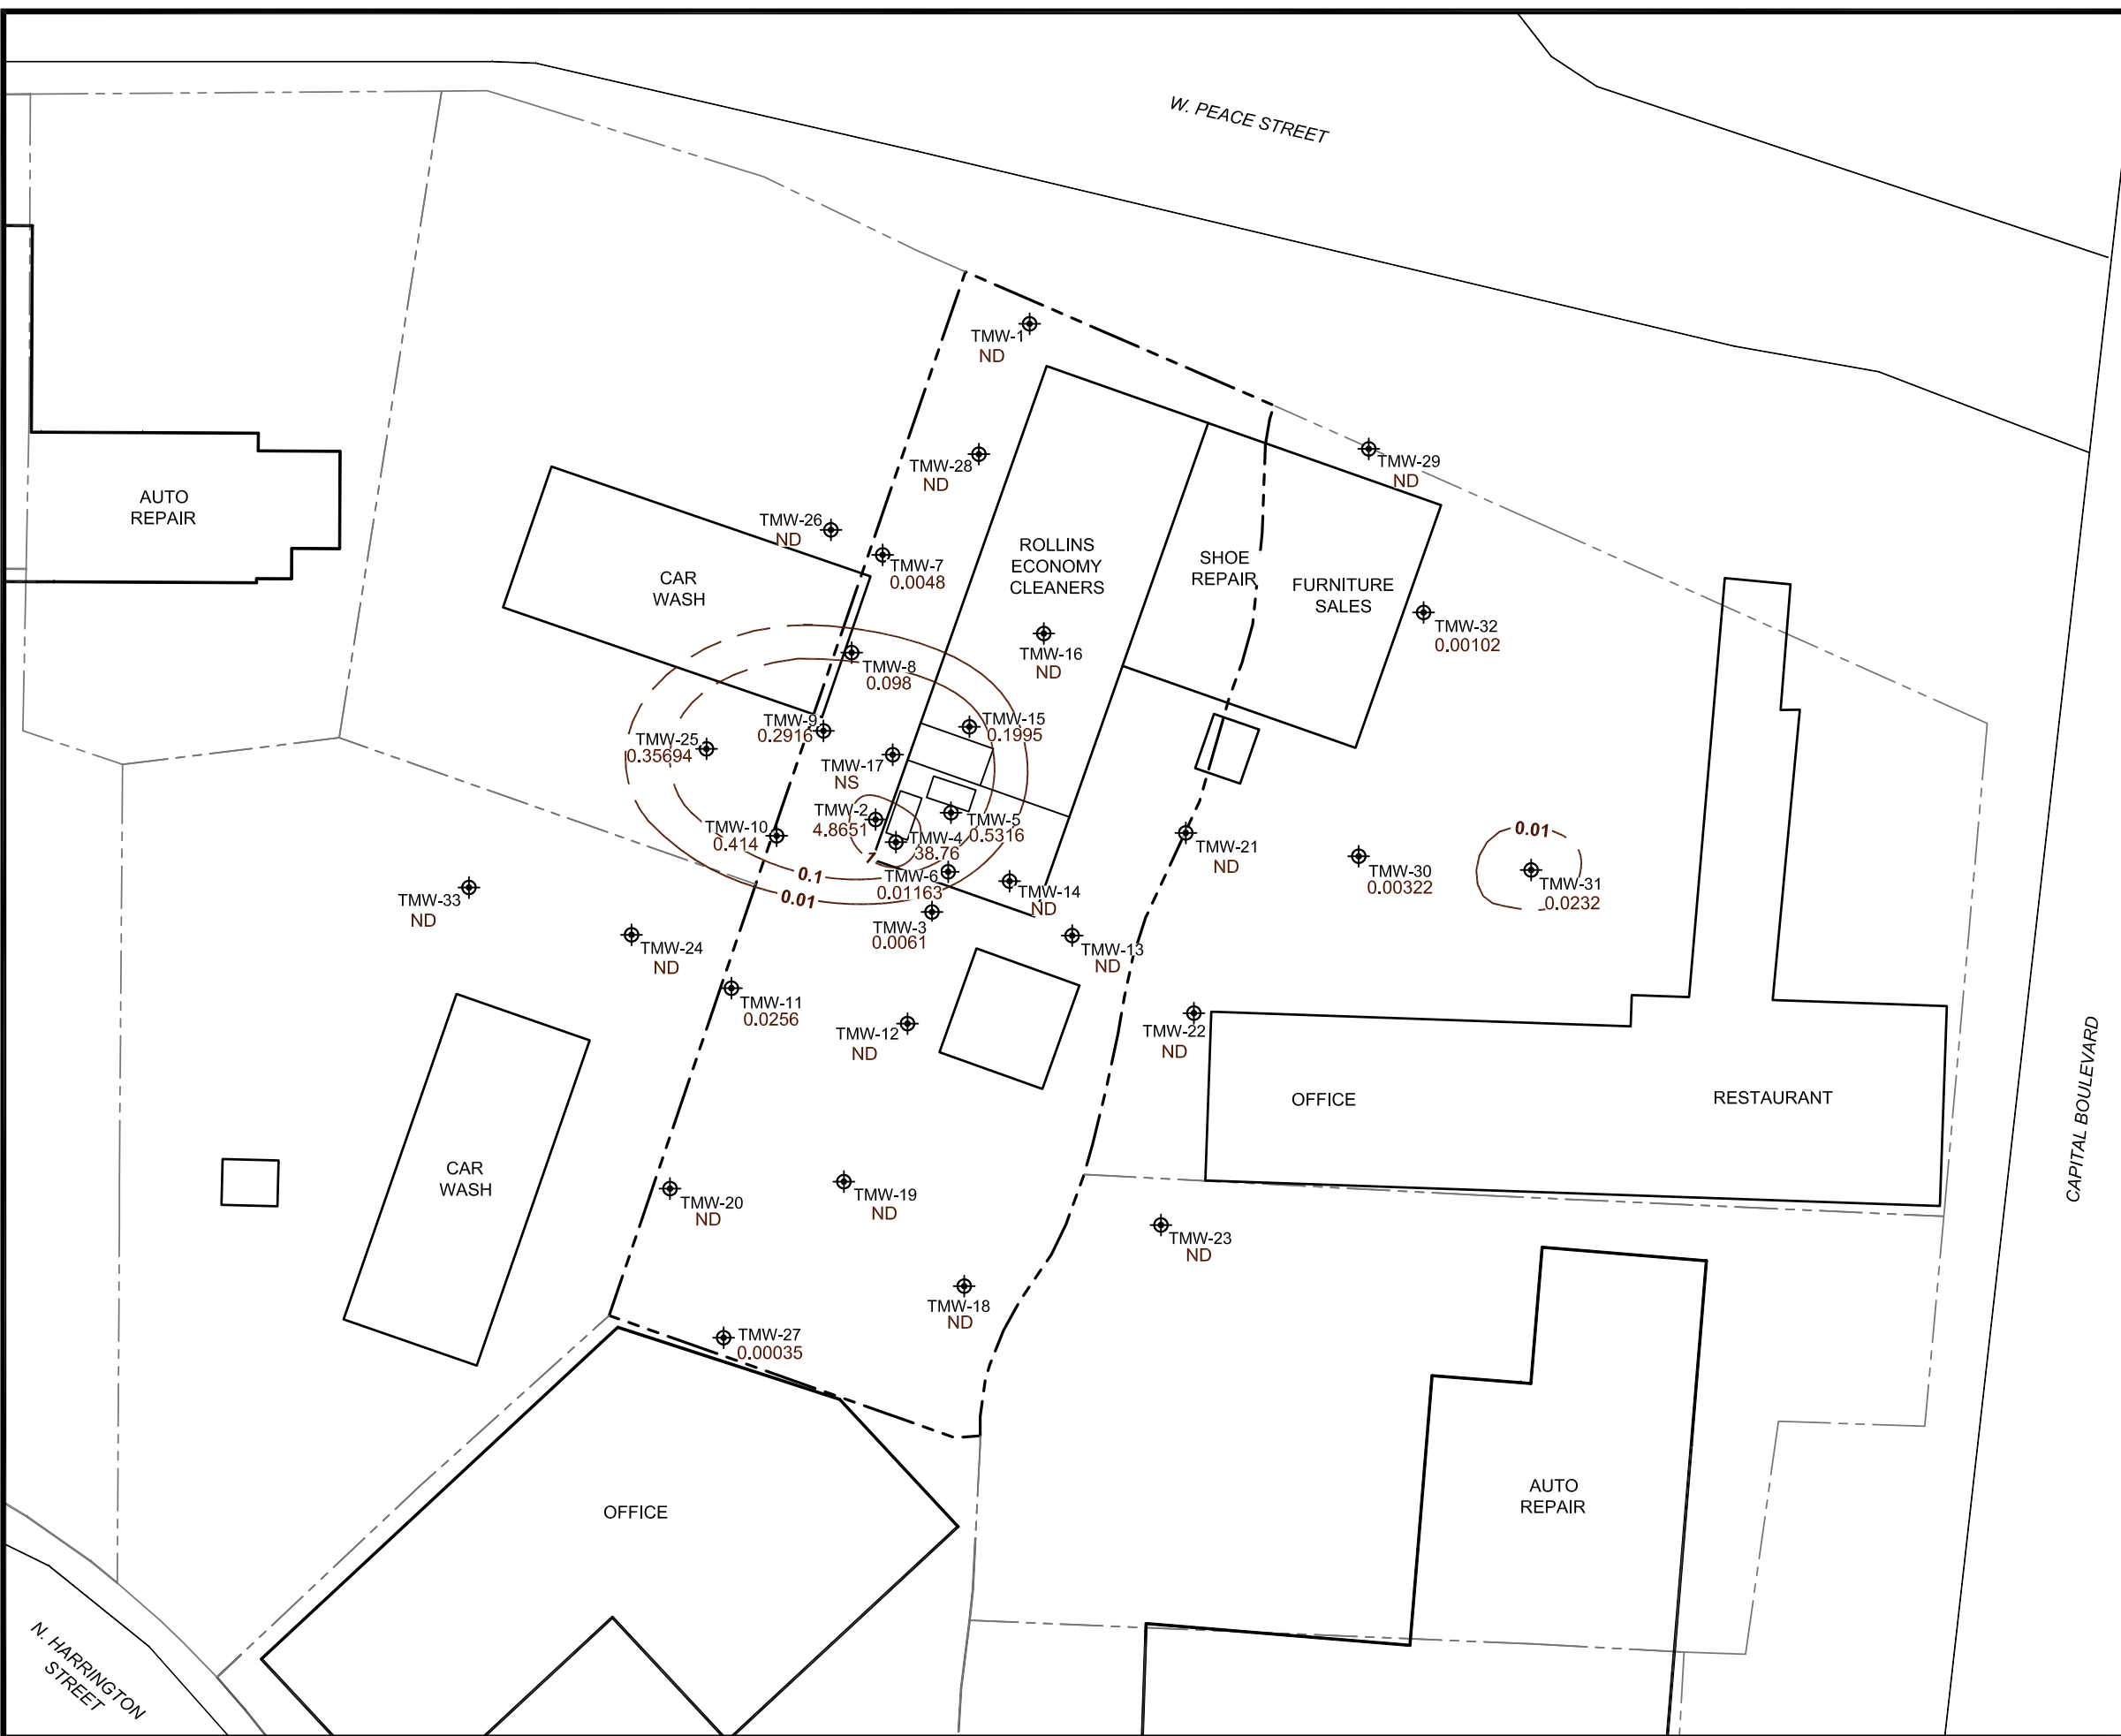 W. PEACE STREET
TMW-1
ND
TMW-28
ND
TMW-29
ND
AUTO
REPAIR
TMW-26
ND
TMW-7
0.0048
ROLLINS
ECONOMY
CLEANERS
SHOE
REPAIR
FURNITURE
SALES
CAR
WASH
TMW-32
0.00102
TMW-16
ND
TMW-8
0.098
TMW-9
0.2916
TMW-15
0.1995
TMW-25
0.35694
TMW-17
NS
TMW-2
4.8651
TMW-5
0.5316
TMW-10
0.414
TMW-4
38.76
1
TMW-21
ND
0.01
TMW-30
0.00322
TMW-31
0.0232
0.1
TMW-6
0.01163
TMW-14
ND
0.01
TMW-33
ND
TMW-3
0.0061
TMW-24
ND
TMW-13
ND
TMW-11
0.0256
TMW-12
ND
TMW-22
ND
OFFICE
RESTAURANT
CAPITAL BOULEVARD
CAR
WASH
TMW-20
ND
TMW-19
ND
TMW-23
ND
TMW-18
ND
TMW-27
0.00035
AUTO
REPAIR
OFFICE
N. HARRINGTON
STREET